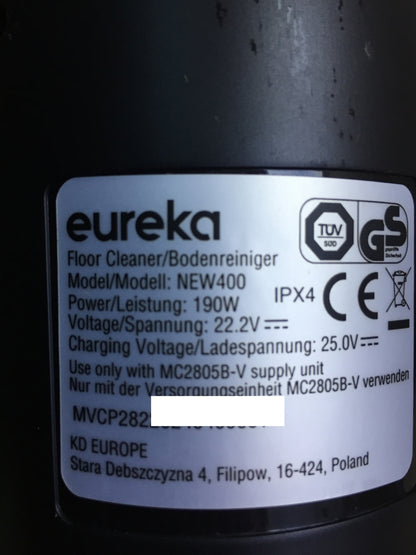 eureka
TÜV
SÜD
GS
geprüfte
Sicherheit
Floor Cleaner/Bodenreiniger
Model/Modell: NEW400
Power/Leistung: 190W
IPX4 CE
Voltage/Spannung: 22.2V
Charging Voltage/Ladespannung: 25.0V
Use only with MC2805B-V supply unit
Nur mit der Versorgungseinheit MC2805B-V verwenden
KD EUROPE
Stara Debszczyzna 4, Filipow, 16-424, Poland